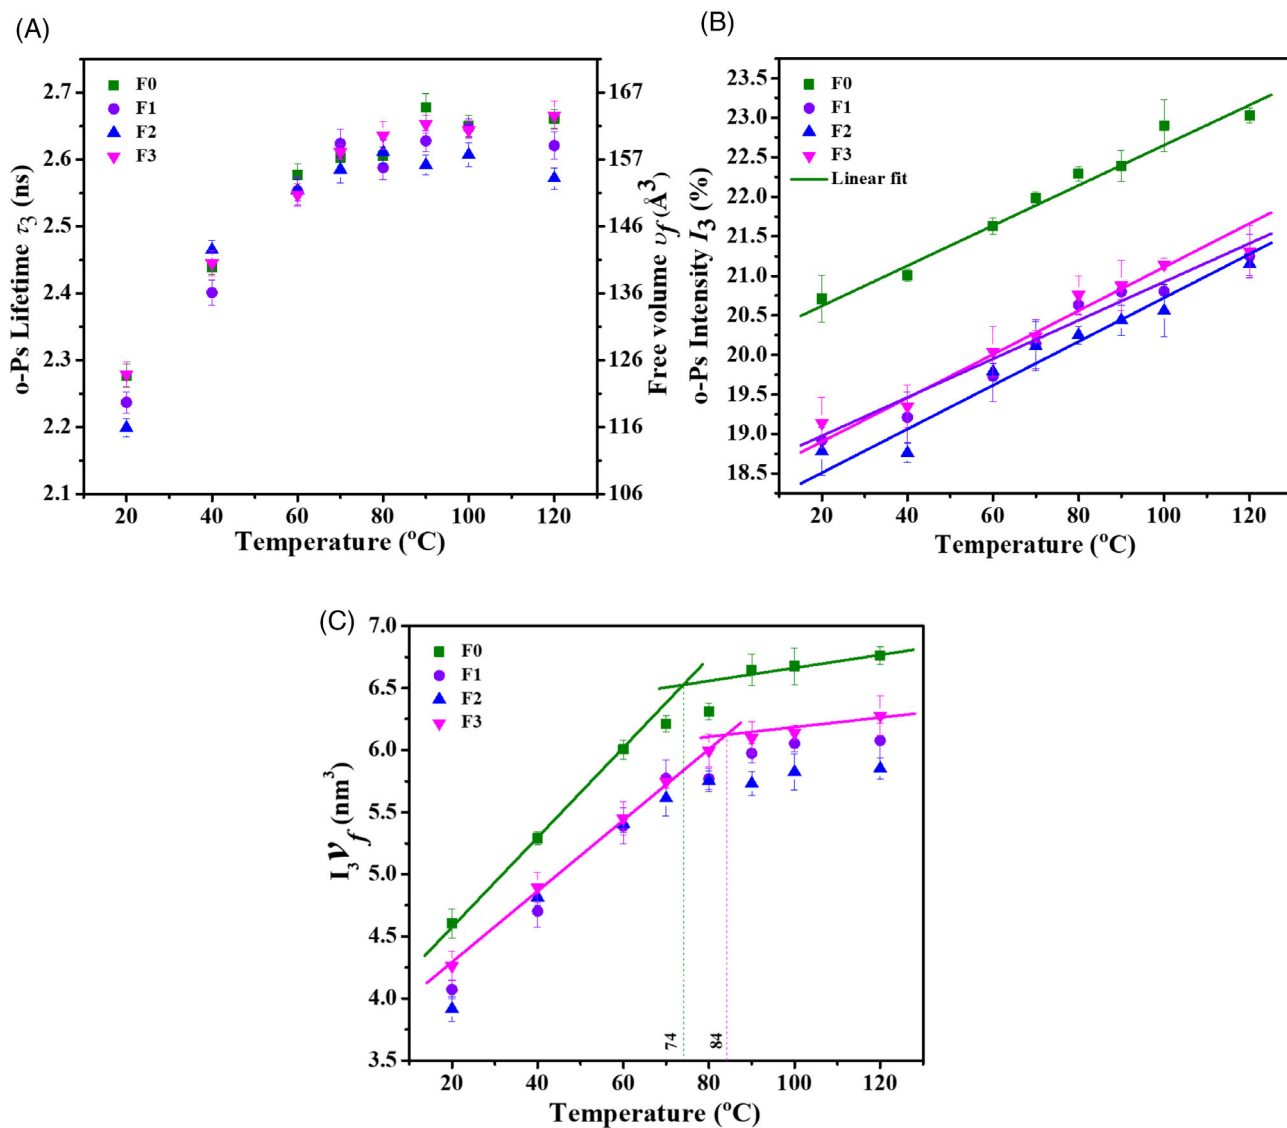 (A)
F0
F1
F2
F3
2.7
2.6
2.5
2.4
2.3
2.2
2.1
o-Ps Lifetime τ3 (ns)
167
157
146
136
124
116
106
Free volume υf (Å3)
20 40 60 80 100 120
Temperature (oC)
(B)
F0
F1
F2
F3
Linear fit
23.5
23.0
22.5
22.0
21.5
21.0
20.5
20.0
19.5
19.0
18.5
o-Ps Intensity I3 (%)
20 40 60 80 100 120
Temperature (oC)
(C)
F0
F1
F2
F3
7.0
6.5
6.0
5.5
5.0
4.5
4.0
3.5
I3Vf (nm3)
74
84
20 40 60 80 100 120
Temperature (oC)